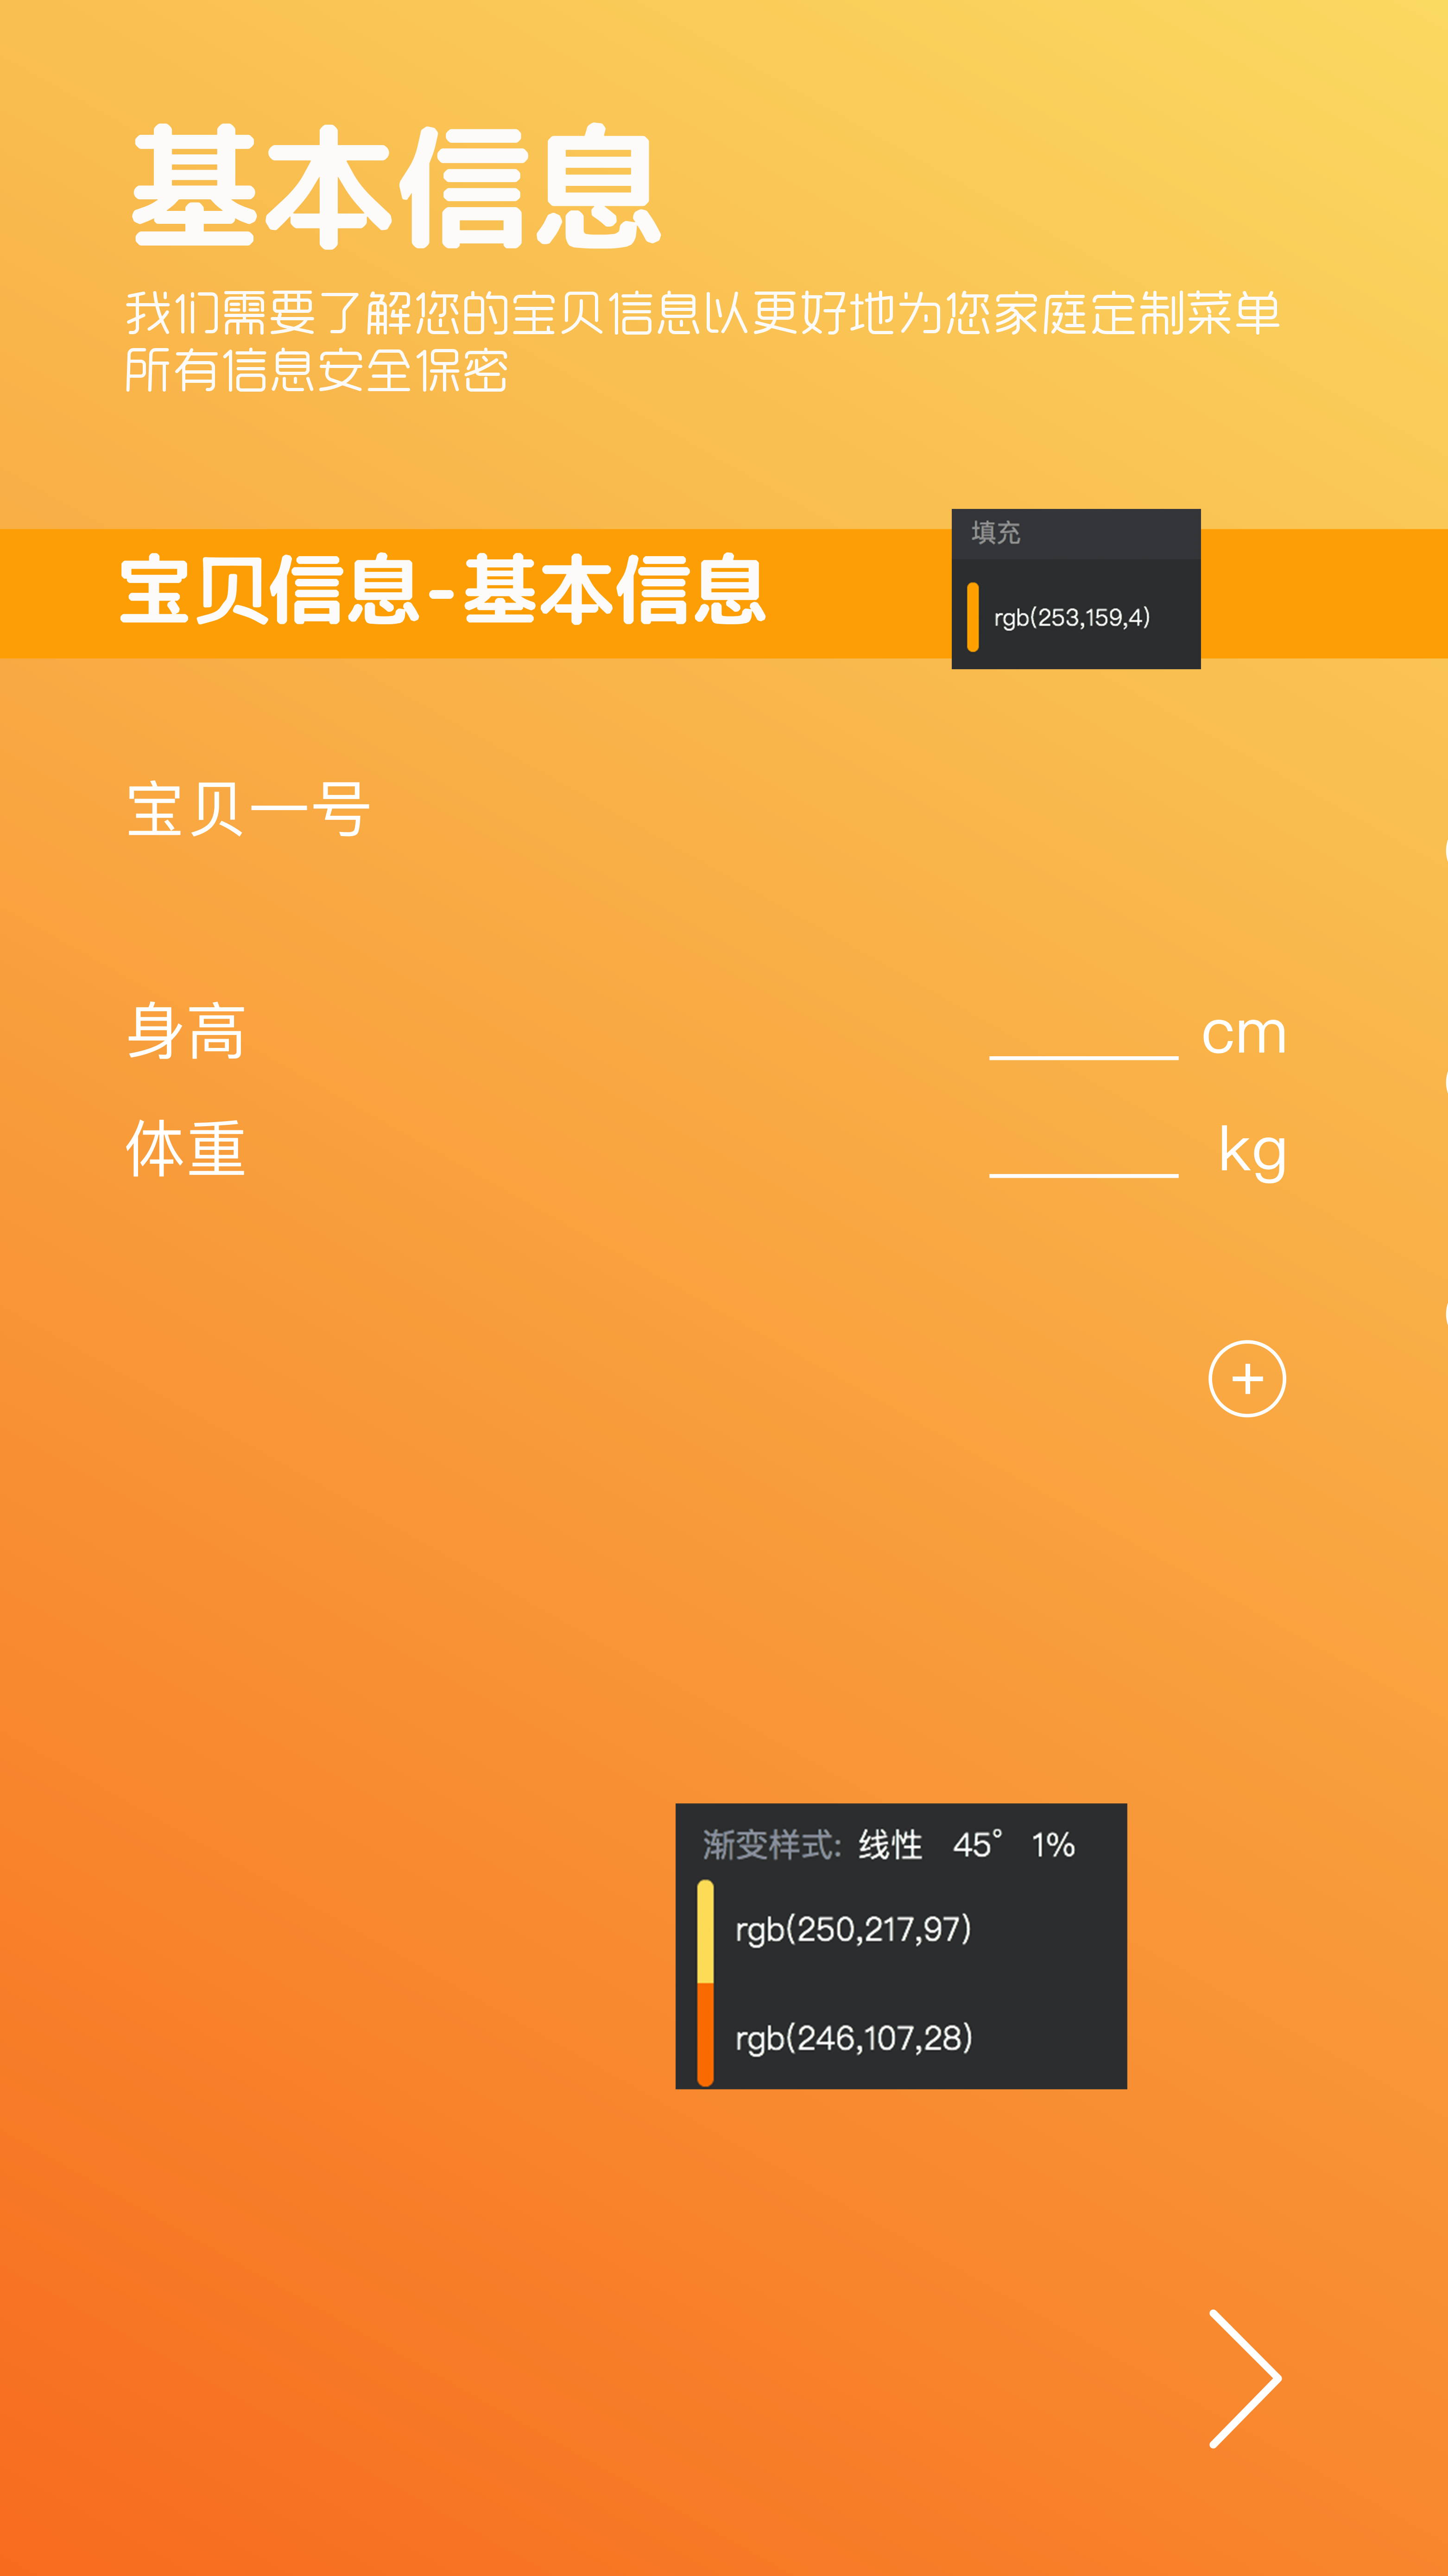 基本信息
我们需要了解您的宝贝信息以更好地为您家庭定制菜单
所有信息安全保密
填充
宝贝信息-基本信息
rgb(253,159,4)
宝贝一号
身高 cm
体重 kg
+
渐变样式: 线性 45° 1%
rgb(250,217,97)
rgb(246,107,28)